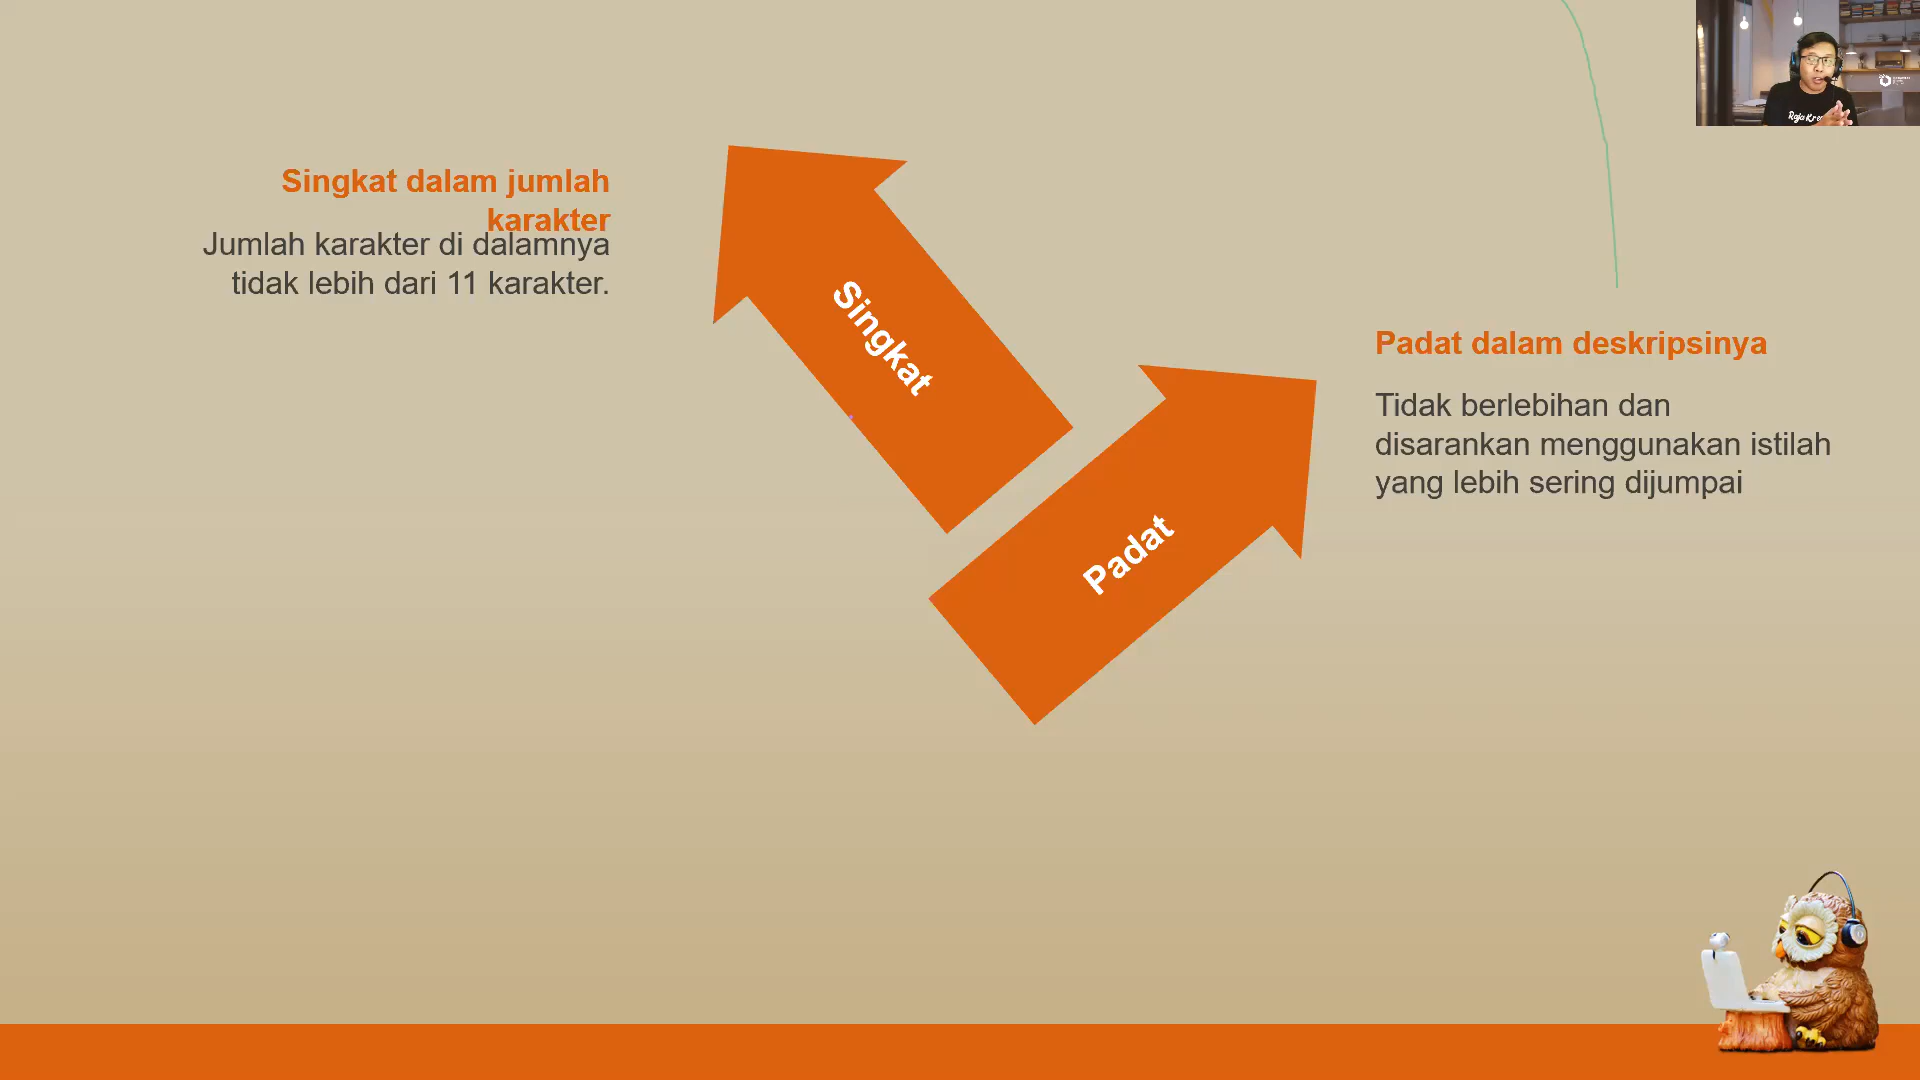 Singkat dalam jumlah
karakter
Jumlah karakter di dalamnya
tidak lebih dari 11 karakter.
Singkat
Padat dalam deskripsinya
Tidak berlebihan dan
disarankan menggunakan istilah
yang lebih sering dijumpai
Padat